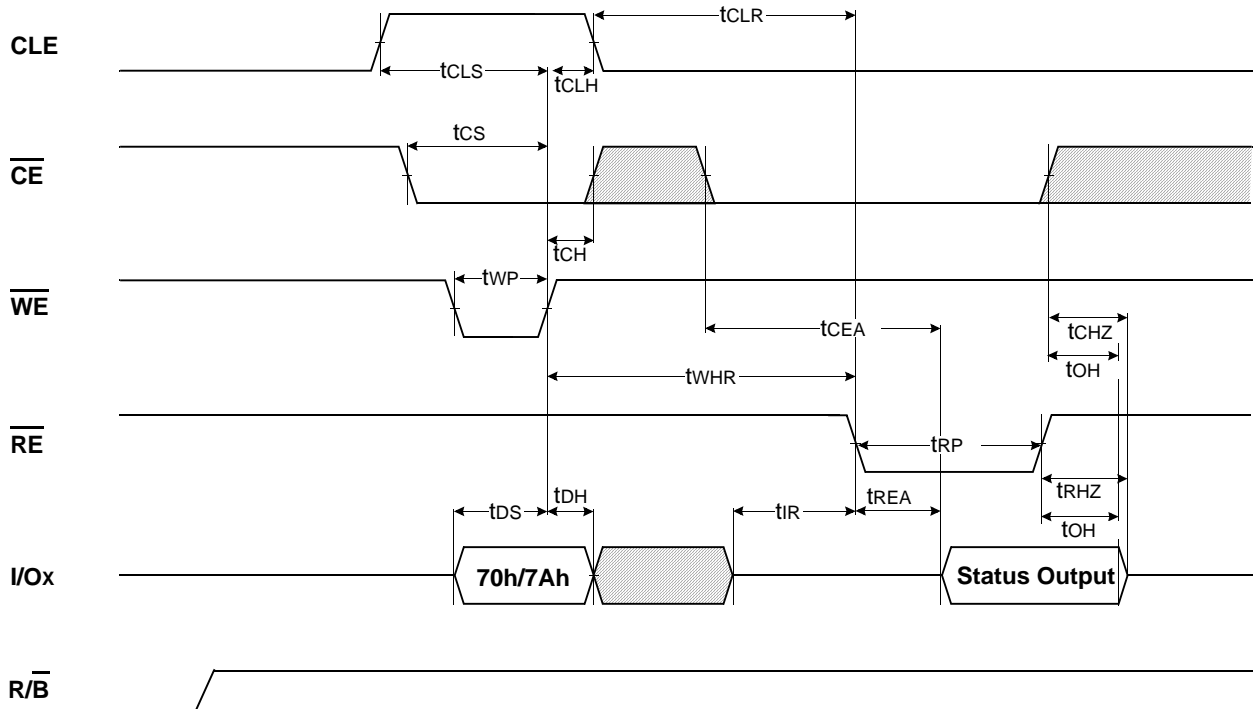 tCLR
CLE
tCLS
tCLH
tCS
CE
tCH
tWP
WE
tCEA
tCHZ
tOH
tWHR
RE
tRP
tDH
tREA
tRHZ
tDS
tIR
tOH
I/Ox
70h/7Ah
Status Output
R/B